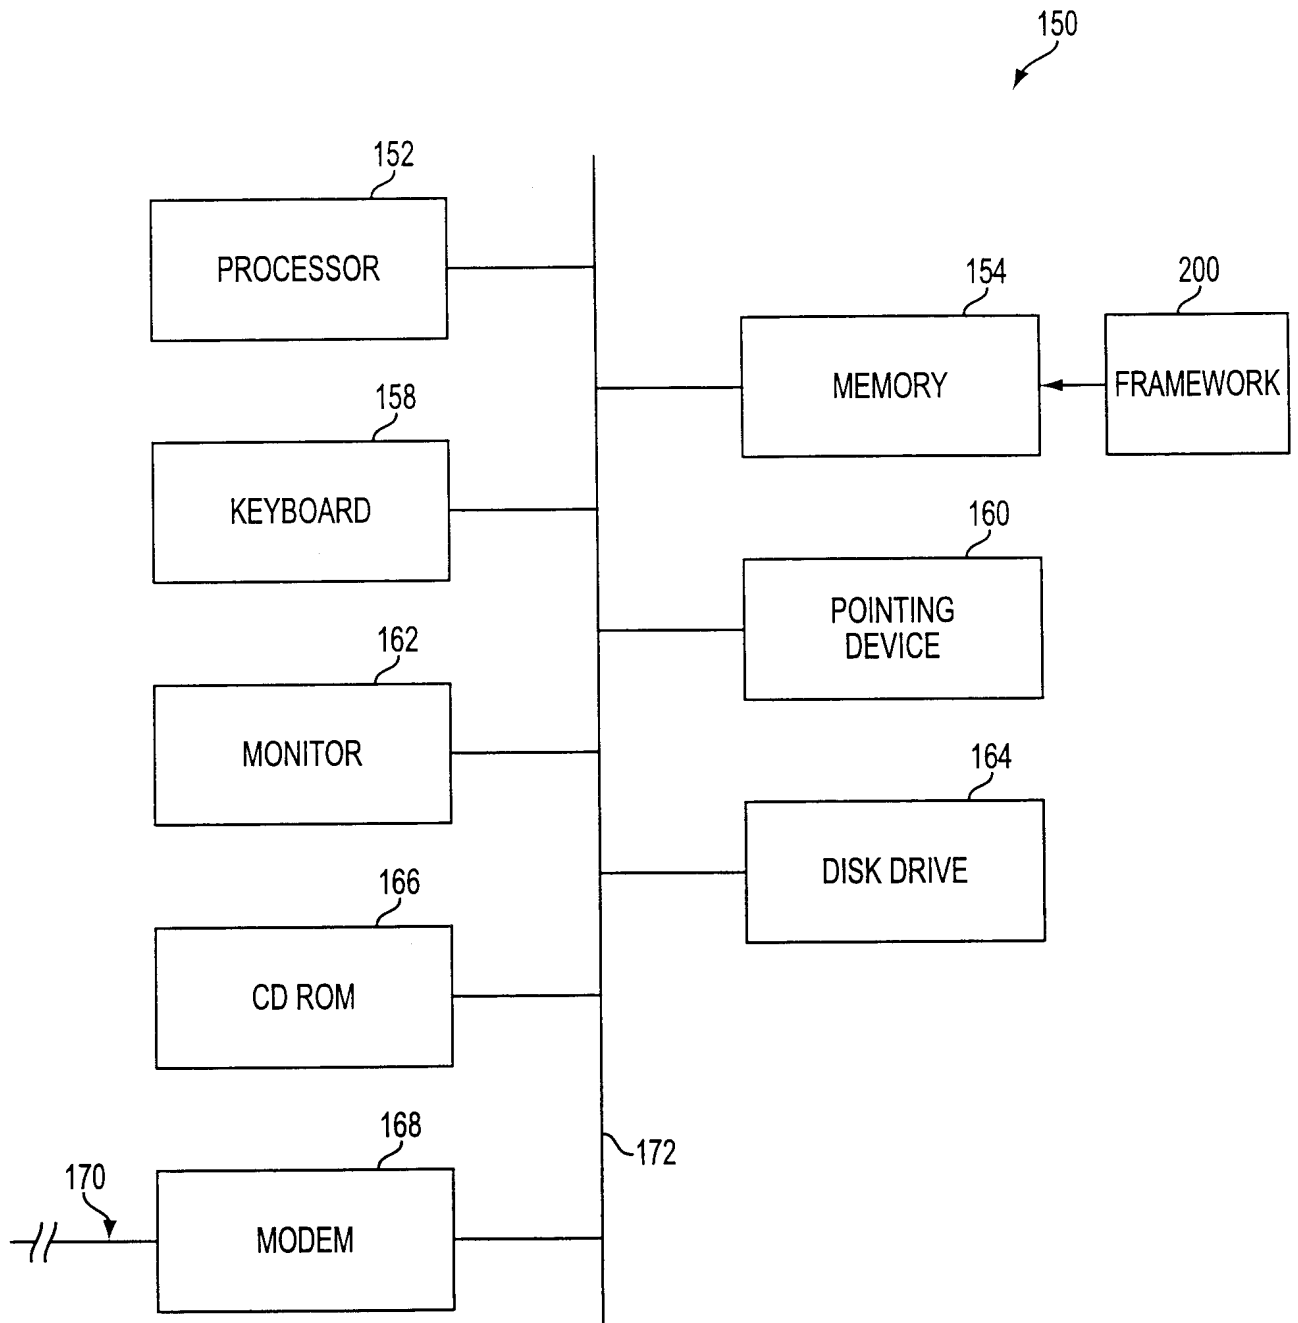 150
152
PROCESSOR
154
MEMORY
200
FRAMEWORK
158
KEYBOARD
160
POINTING
DEVICE
162
MONITOR
164
DISK DRIVE
166
CD ROM
168
MODEM
170
172